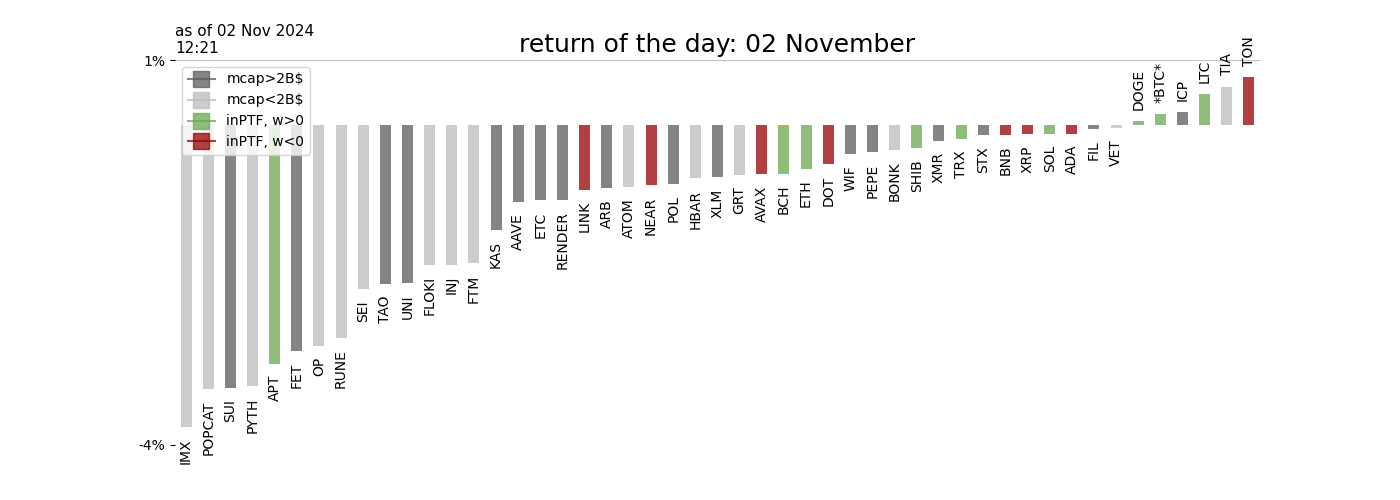 as of 02 Nov 2024
12:21
return of the day: 02 November
1%
-4%
mcap>2B$
mcap<2B$
inPTF, w>0
inPTF, w<0
IMX
POPCAT
SUI
PYTH
APT
FET
OP
RUNE
SEI
TAO
UNI
FLOKI
INJ
FTM
KAS
AAVE
ETC
RENDER
LINK
ARB
ATOM
NEAR
POL
HBAR
XLM
GRT
AVAX
BCH
ETH
DOT
WIF
PEPE
BONK
SHIB
XMR
TRX
STX
BNB
XRP
SOL
ADA
FIL
VET
DOGE
*BTC*
ICP
LTC
TIA
TON